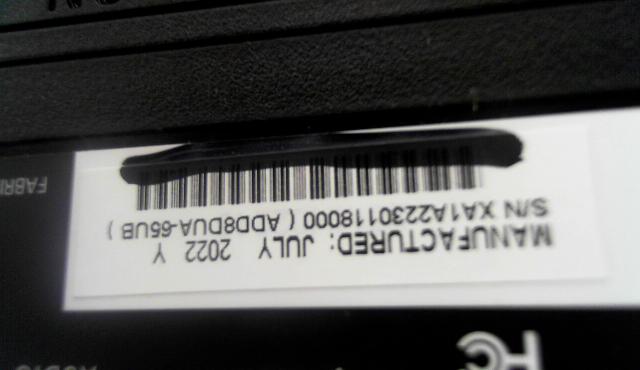 MANUFACTURED: JULY 2022 Y
S/N XA1A2230118000 ( ADD8DUA-65UB )